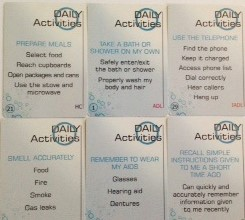 DAILY
Activities
PREPARE MEALS
Select food
Reach cupboards
Open packages and cans
Use the stove and
microwave
21
HC
DAILY
Activities
TAKE A BATH OR
SHOWER ON MY OWN
Safely enter/exit
the bath or shower
Properly wash my
body and hair
1
ADL
DAILY
Activities
USE THE TELEPHONE
Find the phone
Keep it charged
Access phone list
Dial correctly
Hear callers
Hang up
29
DAILY
Activities
SMELL ACCURATELY
Food
Fire
Smoke
Gas leaks
DAILY
Activities
REMEMBER TO WEAR
MY AIDS
Glasses
Hearing aid
Dentures
DAILY
Activities
RECALL SIMPLE
INSTRUCTIONS GIVEN
TO ME A SHORT
TIME AGO
Can quickly and
accurately remember
information given
to me recently